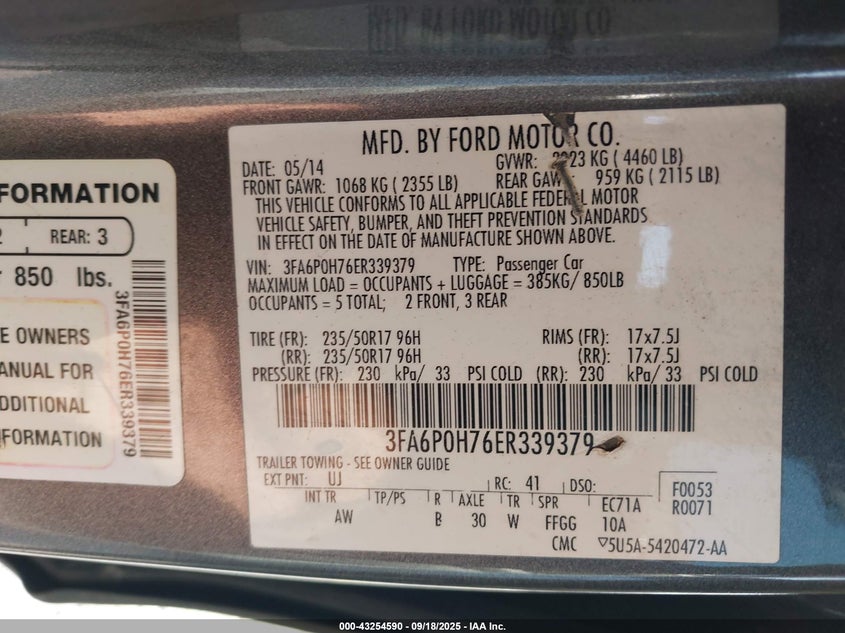 MFD. BY FORD MOTOR CO.
DATE: 05/14
GVWR: KG ( 4460 LB)
FRONT GAWR: 1068 KG ( 2355 LB)
REAR GAWR: 959 KG ( 2115 LB)
THIS VEHICLE CONFORMS TO ALL APPLICABLE FEDERAL MOTOR
VEHICLE SAFETY, BUMPER, AND THEFT PREVENTION STANDARDS
IN EFFECT ON THE DATE OF MANUFACTURE SHOWN ABOVE.
VIN: 3FA6P0H76ER339379 TYPE: Passenger Car
MAXIMUM LOAD = OCCUPANTS + LUGGAGE = 385KG/ 850LB
OCCUPANTS = 5 TOTAL; 2 FRONT, 3 REAR
TIRE (FR): 235/50R17 96H RIMS (FR): 17x7.5J
(RR): 235/50R17 96H (RR): 17x7.5J
PRESSURE (FR): 230 kPa/ 33 PSI COLD (RR): 230 kPa/ 33 PSI COLD
3FA6P0H76ER339379
TRAILER TOWING - SEE OWNER GUIDE
EXT PNT: UJ RC: 41 DSO: F0053
INT TR TP/PS R AXLE TR SPR EC71A R0071
AW B 30 W FFGG 10A
CMC ▽5U5A-5420472-AA
FORMATION
2 REAR: 3
850 lbs.
E OWNERS
ANUAL FOR
DDITIONAL
NFORMATION
3FA6P0H76ER339379
000-43254590 - 09/18/2025 - IAA Inc.